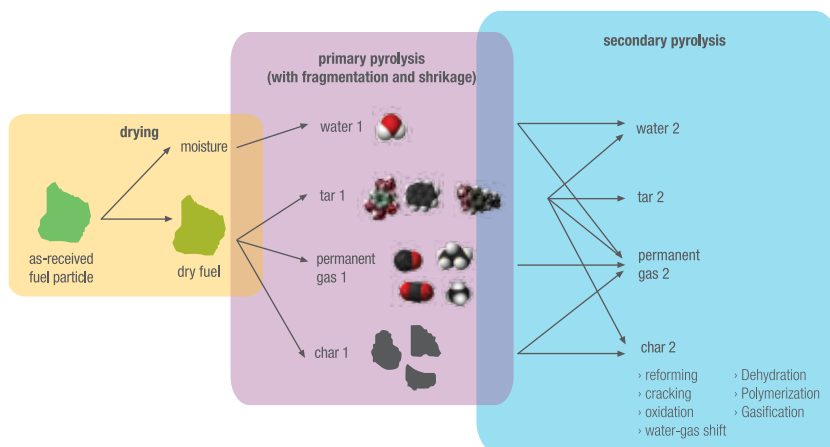 secondary pyrolysis
primary pyrolysis
(with fragmentation and shrikage)
drying
moisture
water 1
water 2
as-received
fuel particle
dry fuel
tar 1
tar 2
permanent
gas 1
permanent
gas 2
char 1
char 2
› reforming
› cracking
› oxidation
› water-gas shift
› Dehydration
› Polymerization
› Gasification